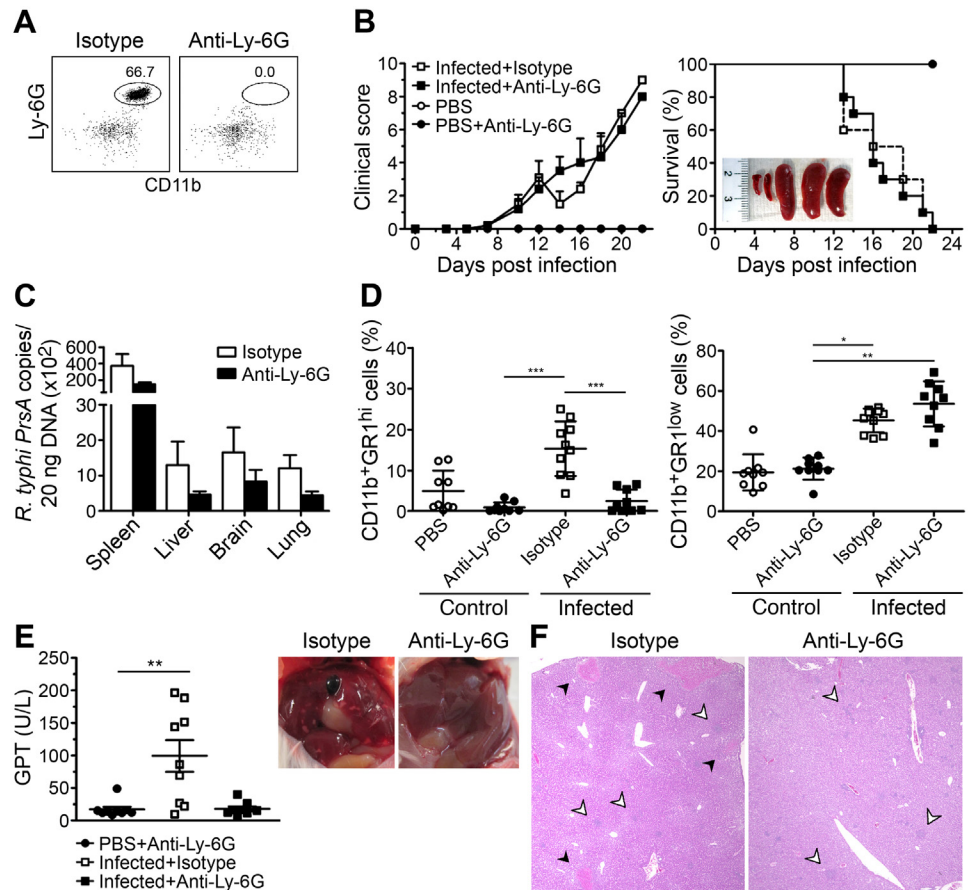 A
Isotype
Anti-Ly-6G
66.7
0.0
Ly-6G
CD11b
B
Infected+Isotype
Infected+Anti-Ly-6G
PBS
PBS+Anti-Ly-6G
Clinical score
10
8
6
4
2
0
0 4 8 12 16 20
Days post infection
Survival (%)
100
80
60
40
20
0
2
3
0 4 8 12 16 20 24
Days post infection
C
R. typhi PrsA copies/
20 ng DNA (x10²)
600
400
200
20
10
0
Isotype
Anti-Ly-6G
Spleen
Liver
Brain
Lung
D
CD11b⁺GR1ʰⁱ cells (%)
40
30
20
10
0
***
***
PBS
Anti-Ly-6G
Isotype
Anti-Ly-6G
Control
Infected
CD11b⁺GR1ˡᵒʷ cells (%)
80
60
40
20
0
*
**
PBS
Anti-Ly-6G
Isotype
Anti-Ly-6G
Control
Infected
E
GPT (U/L)
250
200
150
100
50
0
**
PBS+Anti-Ly-6G
Infected+Isotype
Infected+Anti-Ly-6G
Isotype
Anti-Ly-6G
F
Isotype
Anti-Ly-6G